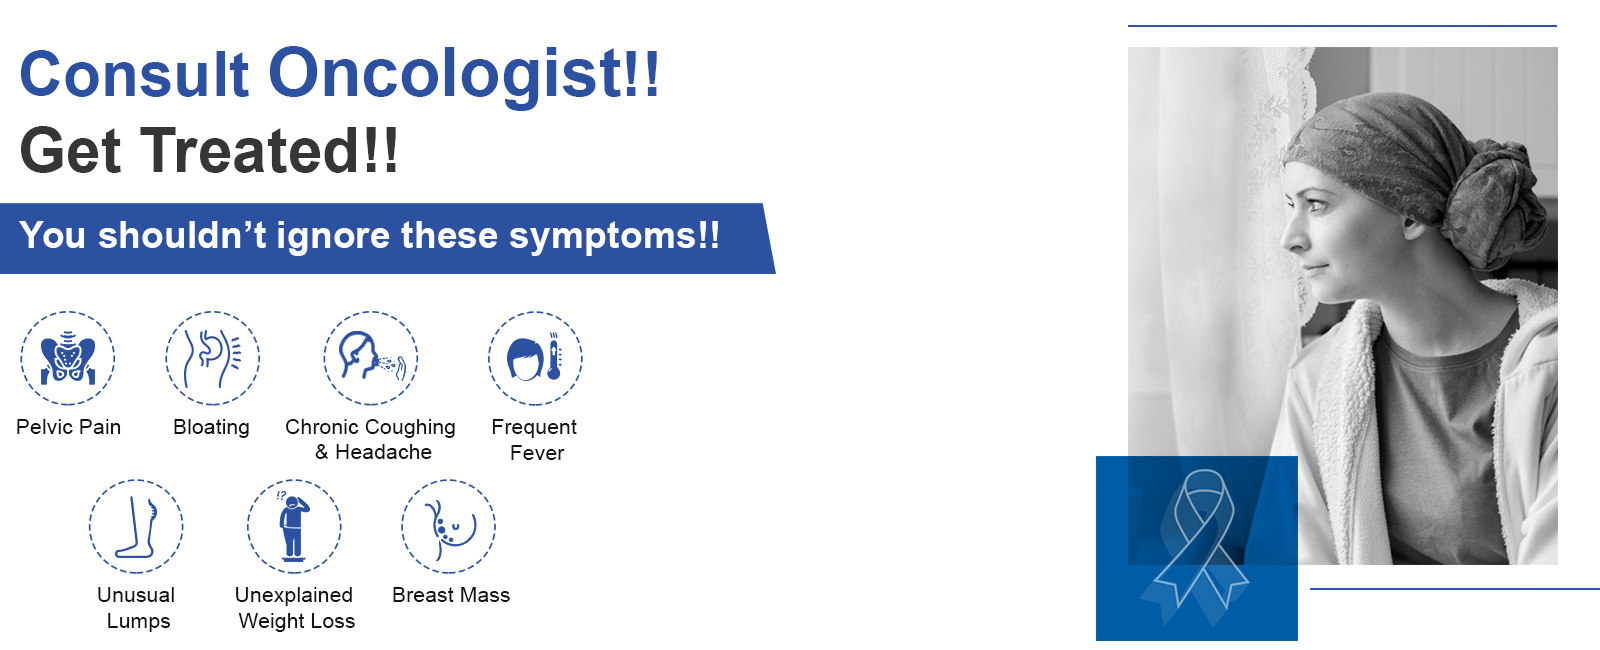 Consult Oncologist!!
Get Treated!!
You shouldn’t ignore these symptoms!!
Pelvic Pain
Bloating
Chronic Coughing
& Headache
Frequent
Fever
!?
Unusual
Lumps
Unexplained
Weight Loss
Breast Mass